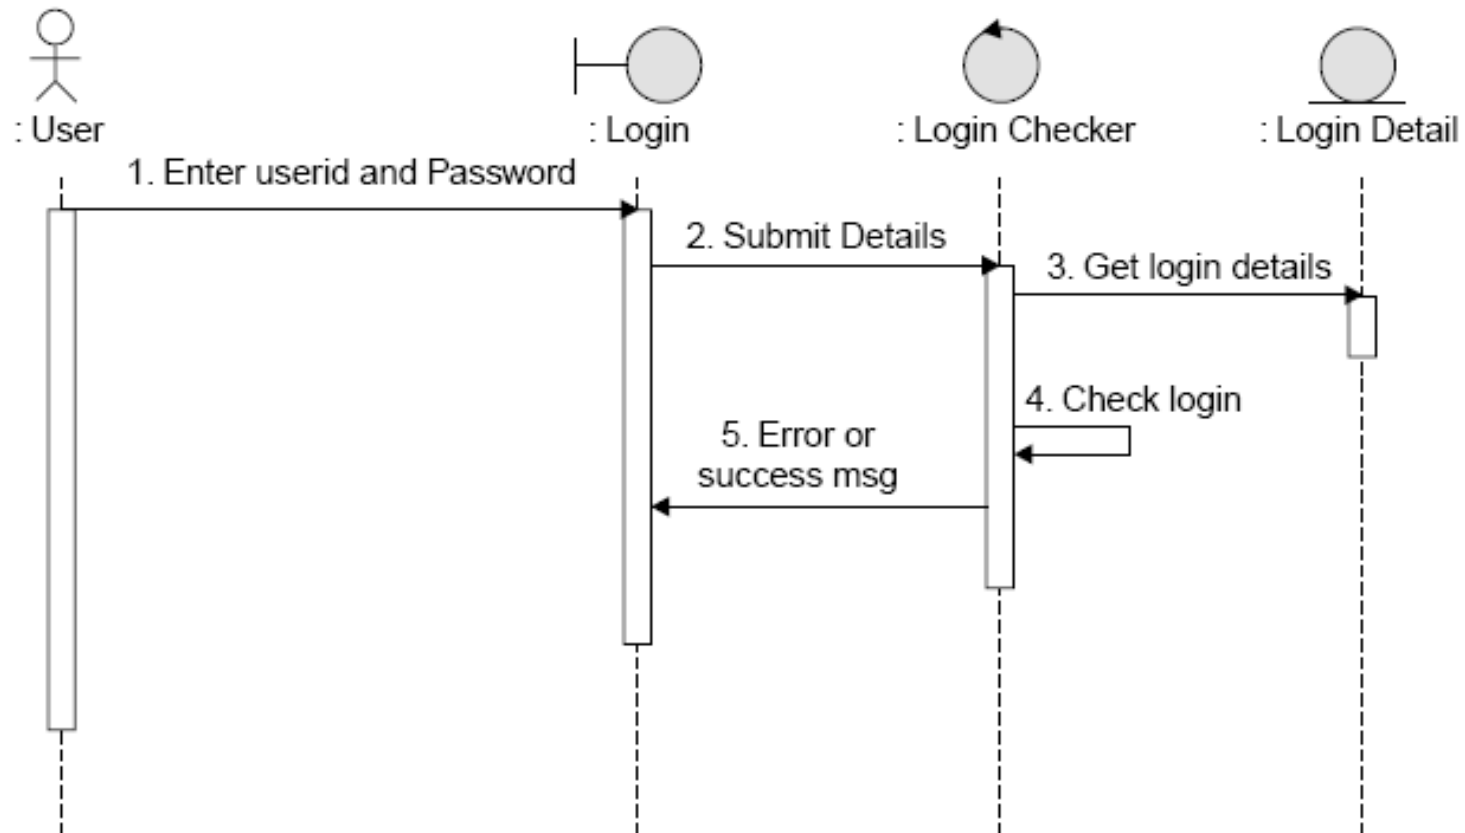 : User
: Login
: Login Checker
: Login Detail
1. Enter userid and Password
2. Submit Details
3. Get login details
4. Check login
5. Error or
success msg